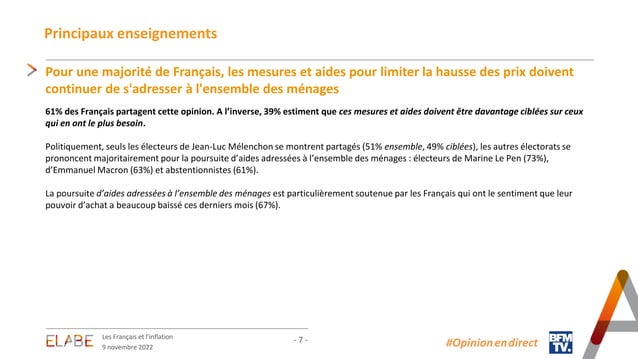 Principaux enseignements
Pour une majorité de Français, les mesures et aides pour limiter la hausse des prix doivent
continuer de s'adresser à l'ensemble des ménages
61% des Français partagent cette opinion. A l’inverse, 39% estiment que ces mesures et aides doivent être davantage ciblées sur ceux
qui en ont le plus besoin.
Politiquement, seuls les électeurs de Jean-Luc Mélenchon se montrent partagés (51% ensemble, 49% ciblées), les autres électorats se
prononcent majoritairement pour la poursuite d’aides adressées à l’ensemble des ménages : électeurs de Marine Le Pen (73%),
d’Emmanuel Macron (63%) et abstentionnistes (61%).
La poursuite d’aides adressées à l’ensemble des ménages est particulièrement soutenue par les Français qui ont le sentiment que leur
pouvoir d’achat a beaucoup baissé ces derniers mois (67%).
ELABE
Les Français et l’inflation
9 novembre 2022
- 7 -
#Opinionendirect
BFM
TV.